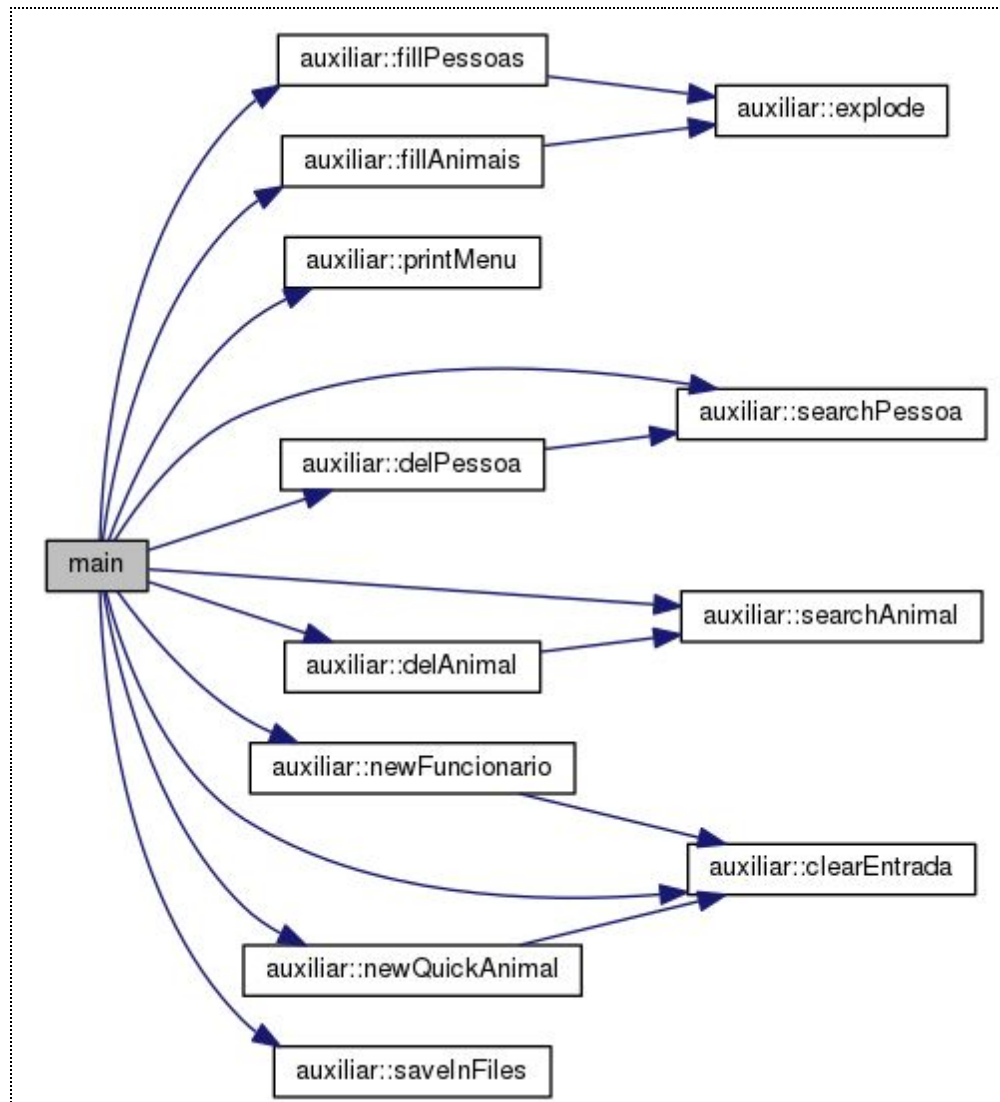 auxiliar::fillPessoas
auxiliar::explode
auxiliar::fillAnimais
auxiliar::printMenu
auxiliar::searchPessoa
auxiliar::delPessoa
main
auxiliar::searchAnimal
auxiliar::delAnimal
auxiliar::newFuncionario
auxiliar::clearEntrada
auxiliar::newQuickAnimal
auxiliar::saveInFiles